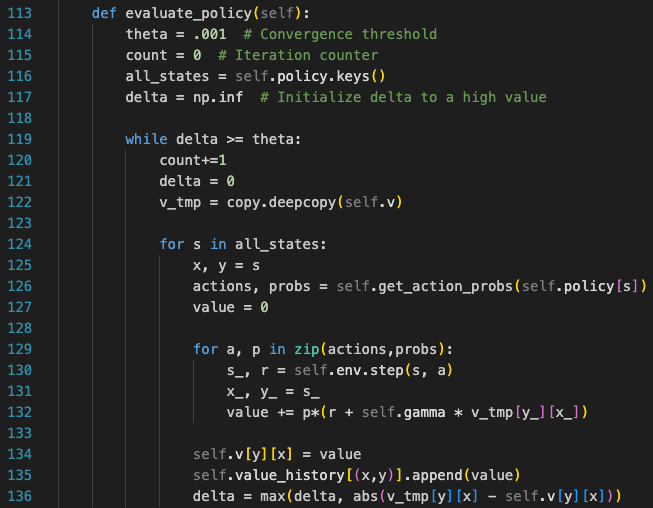 113 def evaluate_policy(self):
114 theta = .001 # Convergence threshold
115 count = 0 # Iteration counter
116 all_states = self.policy.keys()
117 delta = np.inf # Initialize delta to a high value
118
119 while delta >= theta:
120 count+=1
121 delta = 0
122 v_tmp = copy.deepcopy(self.v)
123
124 for s in all_states:
125 x, y = s
126 actions, probs = self.get_action_probs(self.policy[s])
127 value = 0
128
129 for a, p in zip(actions,probs):
130 s_, r = self.env.step(s, a)
131 x_, y_ = s_
132 value += p*(r + self.gamma * v_tmp[y_][x_])
133
134 self.v[y][x] = value
135 self.value_history[(x,y)].append(value)
136 delta = max(delta, abs(v_tmp[y][x] - self.v[y][x]))